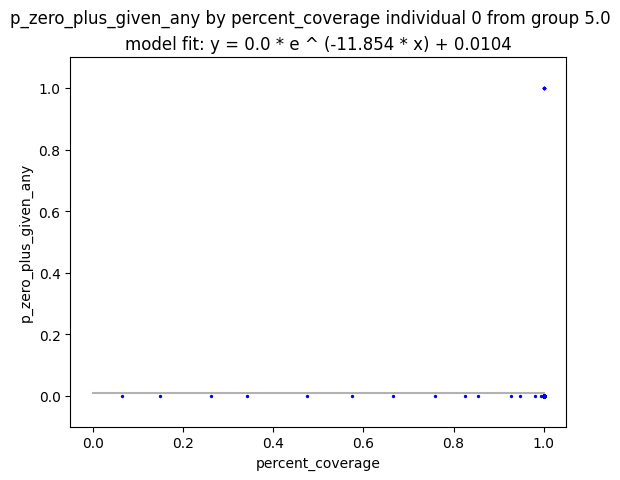 p_zero_plus_given_any by percent_coverage individual 0 from group 5.0
model fit: y = 0.0 * e ^ (-11.854 * x) + 0.0104
1.0
0.8
0.6
0.4
0.2
0.0
p_zero_plus_given_any
0.0 0.2 0.4 0.6 0.8 1.0
percent_coverage